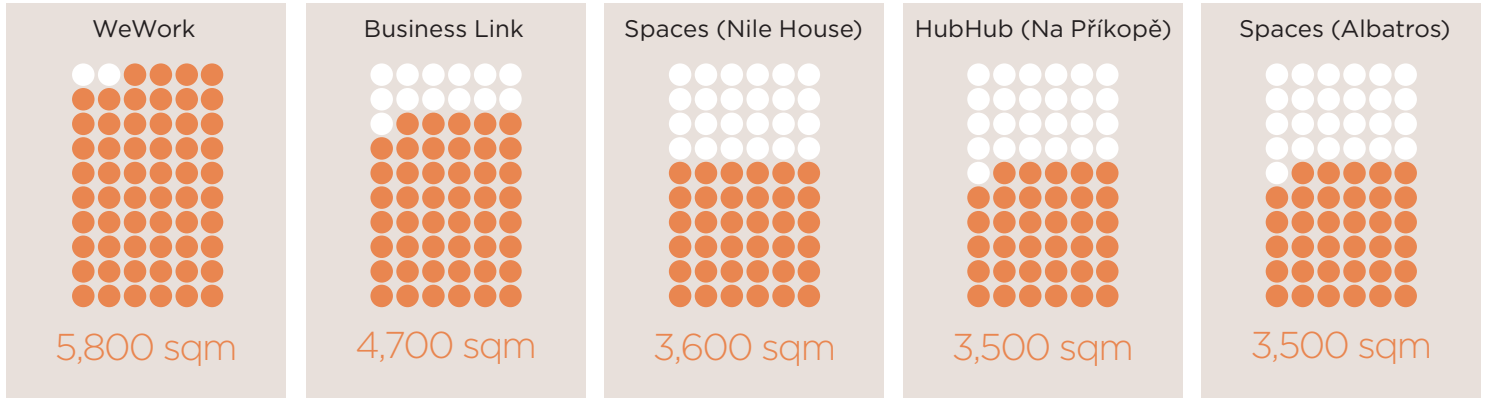 WeWork
5,800 sqm
Business Link
4,700 sqm
Spaces (Nile House)
3,600 sqm
HubHub (Na Příkopě)
3,500 sqm
Spaces (Albatros)
3,500 sqm